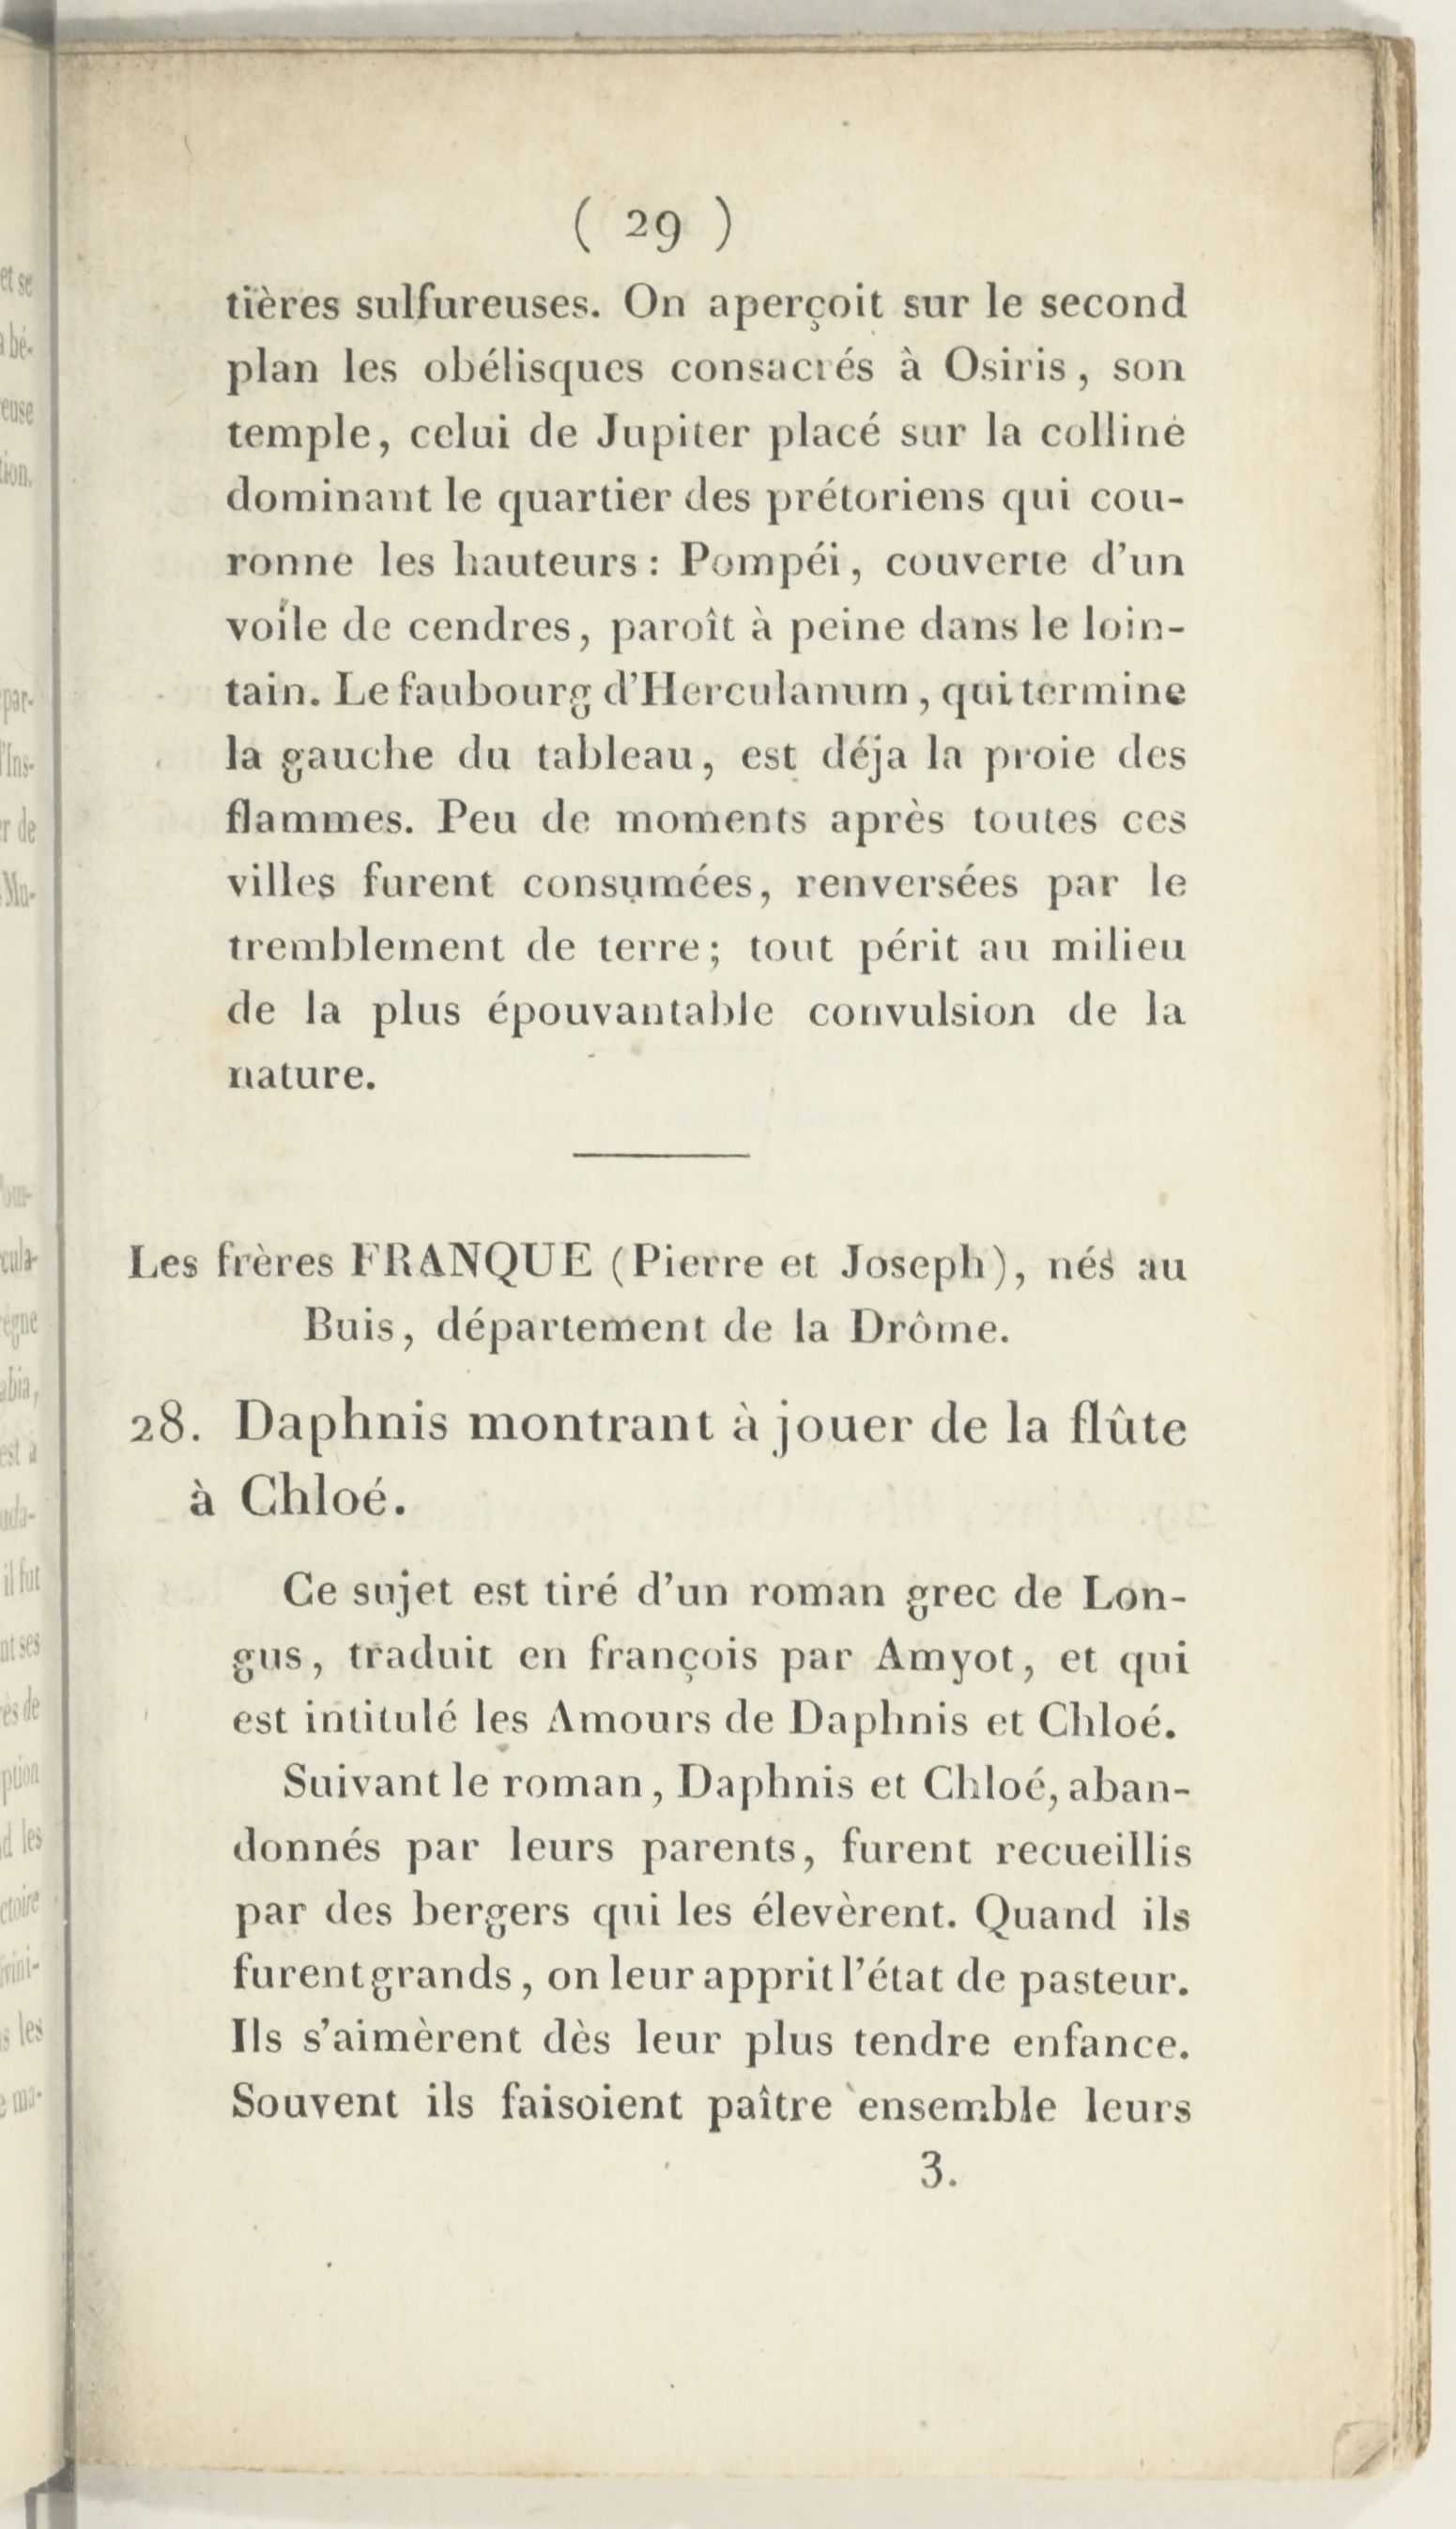 ( 29 )
tières sulfureuses. On aperçoit sur le second
plan les obélisques consacrés à Osiris, son
temple, celui de Jupiter placé sur la colline
dominant le quartier des prétoriens qui cou-
ronne les hauteurs : Pompéi, couverte d'un
voile de cendres, paroît à peine dans le loin-
tain. Le faubourg d'Herculanum, qui termine
la gauche du tableau, est déja la proie des
flammes. Peu de moments après toutes ces
villes furent consumées, renversées par le
tremblement de terre; tout périt au milieu
de la plus épouvantable convulsion de la
nature.
Les frères FRANQUE (Pierre et Joseph), nés au
Buis, département de la Drôme.
28. Daphnis montrant à jouer de la flûte
à Chloé.
Ce sujet est tiré d'un roman grec de Lon-
gus, traduit en françois par Amyot, et qui
est intitulé les Amours de Daphnis et Chloé.
Suivant le roman, Daphnis et Chloé, aban-
donnés par leurs parents, furent recueillis
par des bergers qui les élevèrent. Quand ils
furent grands, on leur apprit l'état de pasteur.
Ils s'aimèrent dès leur plus tendre enfance.
Souvent ils faisoient paître ensemble leurs
3.